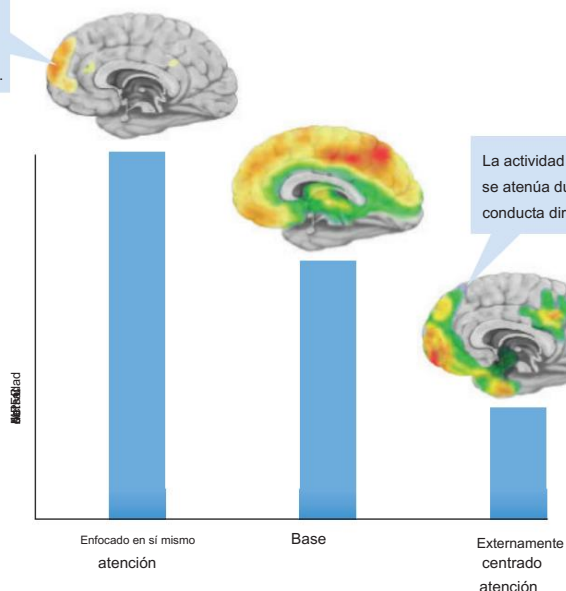 La actividad
se atenúa du
conducta dir
Enfocado en sí mismo
atención
Base
Externamente
centrado
atención